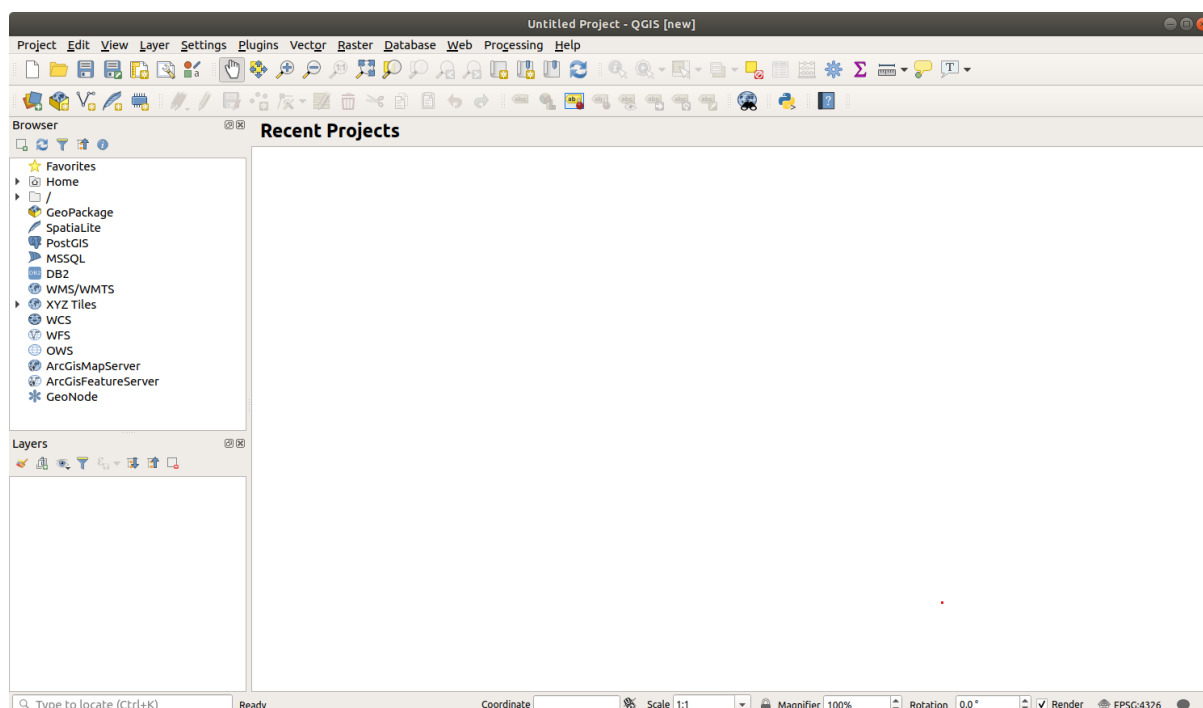 Untitled Project - QGIS [new]
Project Edit View Layer Settings Plugins Vector Raster Database Web Processing Help
Browser
Recent Projects
Favorites
Home
/
GeoPackage
SpatiaLite
PostGIS
MSSQL
DB2
WMS/WMTS
XYZ Tiles
WCS
WFS
OWS
ArcGisMapServer
ArcGisFeatureServer
GeoNode
Layers
Type to locate (Ctrl+K) Ready Coordinate Scale 1:1 Magnifier 100% Rotation 0.0 ° Render EPSG:4326